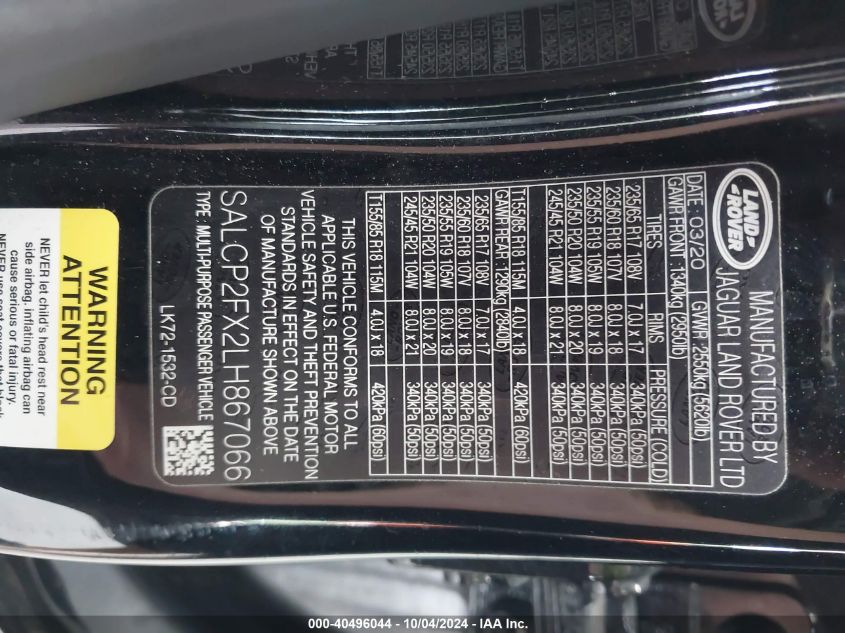 LAND
ROVER
MANUFACTURED BY
JAGUAR LAND ROVER LTD
DATE: 03/20 GVWR 2550kg (5620lb)
GAWR FRONT 1340kg (2950lb)
TIRES RIMS PRESSURE (COLD)
235/65 R17 108V 7.0J x 17 340kPa (50psi)
235/60 R18 107V 8.0J x 18 340kPa (50psi)
235/55 R19 105W 8.0J x 19 340kPa (50psi)
235/50 R20 104W 8.0J x 20 340kPa (50psi)
245/45 R21 104W 8.0J x 21 340kPa (50psi)
T155/85 R18 115M 4.0J x 18 420kPa (60psi)
GAWR REAR 1290kg (2840lb)
235/65 R17 108V 7.0J x 17 340kPa (50psi)
235/60 R18 107V 8.0J x 18 340kPa (50psi)
235/55 R19 105W 8.0J x 19 340kPa (50psi)
235/50 R20 104W 8.0J x 20 340kPa (50psi)
245/45 R21 104W 8.0J x 21 340kPa (50psi)
T155/85 R18 115M 4.0J x 18 420kPa (60psi)
THIS VEHICLE CONFORMS TO ALL
APPLICABLE U.S. FEDERAL MOTOR
VEHICLE SAFETY AND THEFT PREVENTION
STANDARDS IN EFFECT ON THE DATE
OF MANUFACTURE SHOWN ABOVE
SALCP2FX2LH867066
TYPE: MULTI-PURPOSE PASSENGER VEHICLE
LK72-1532-CD
WARNING
ATTENTION
NEVER let child's head rest near
side airbag; inflating airbag can
cause serious or fatal injury.
000-40496044 - 10/04/2024 - IAA Inc.